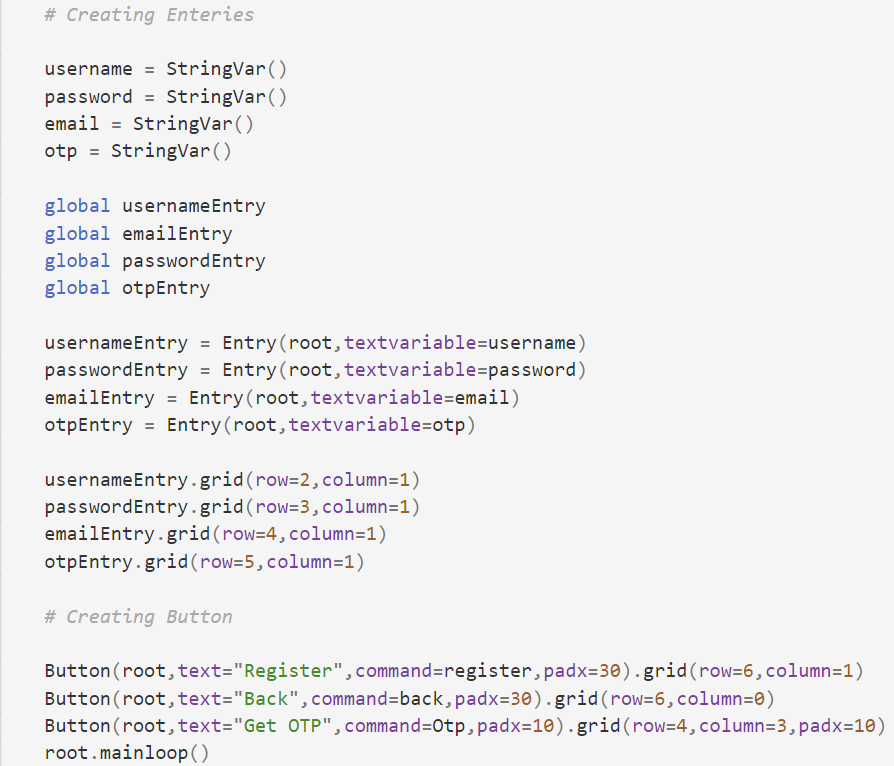 # Creating Enteries
username = StringVar()
password = StringVar()
email = StringVar()
otp = StringVar()
global usernameEntry
global emailEntry
global passwordEntry
global otpEntry
usernameEntry = Entry(root,textvariable=username)
passwordEntry = Entry(root,textvariable=password)
emailEntry = Entry(root,textvariable=email)
otpEntry = Entry(root,textvariable=otp)
usernameEntry.grid(row=2,column=1)
passwordEntry.grid(row=3,column=1)
emailEntry.grid(row=4,column=1)
otpEntry.grid(row=5,column=1)
# Creating Button
Button(root,text="Register",command=register,padx=30).grid(row=6,column=1)
Button(root,text="Back",command=back,padx=30).grid(row=6,column=0)
Button(root,text="Get OTP",command=Otp,padx=10).grid(row=4,column=3,padx=10)
root.mainloop()